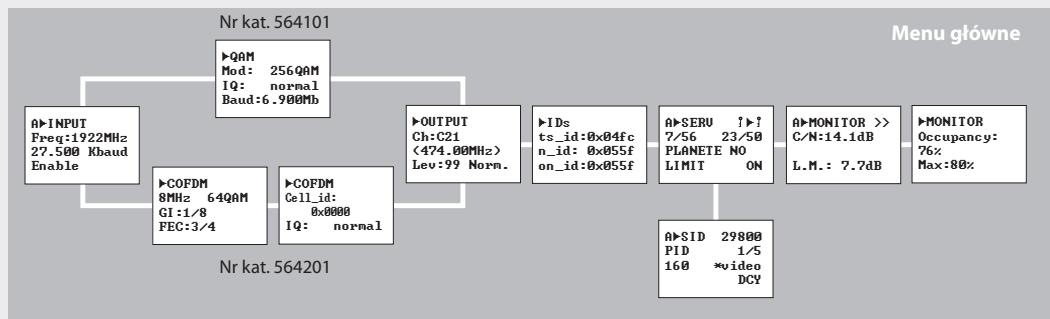 Nr kat. 564101
Menu główne
A▶INPUT
Freq:1922MHz
27.500 Kbaud
Enable
▶QAM
Mod: 256QAM
IQ: normal
Baud:6.900Mb
▶COFDM
8MHz 64QAM
GI:1/8
FEC:3/4
▶COFDM
Cell_id:
0x0000
IQ: normal
Nr kat. 564201
▶OUTPUT
Ch:C21
(474.00MHz)
Lev:99 Norm.
▶IDs
ts_id:0x04fc
n_id: 0x055f
on_id:0x055f
A▶SERV ?▶?
7/56 23/50
PLANETE NO
LIMIT ON
A▶SID 29800
PID 1/5
160 *video
DCY
A▶MONITOR >>
C/N:14.1dB
L.M.: 7.7dB
▶MONITOR
Occupancy:
76%
Max:80%